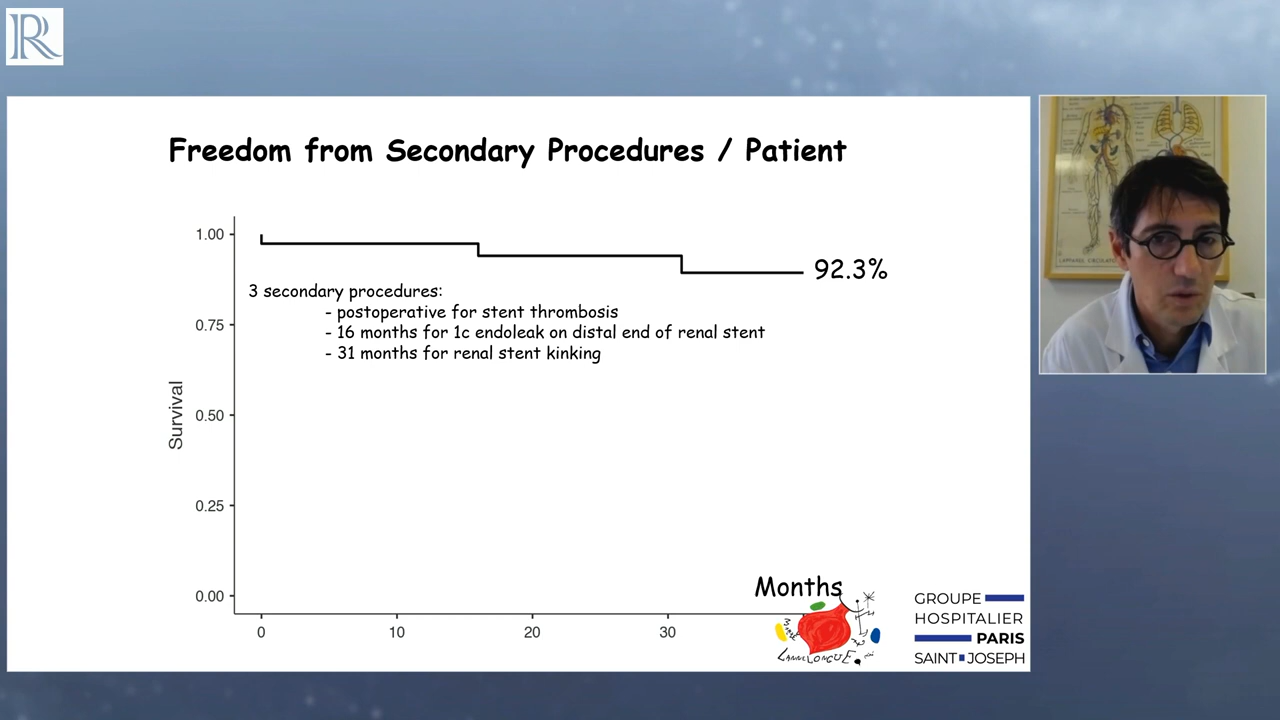 R
Freedom from Secondary Procedures / Patient
1.00
92.3%
3 secondary procedures:
- postoperative for stent thrombosis
0.75
- 16 months for 1c endoleak on distal end of renal stent
- 31 months for renal stent kinking
Survival
0.50
0.25
0.00
Months
0
10
20
30
LANNELONGUE
GROUPE
HOSPITALIER
PARIS
SAINT JOSEPH